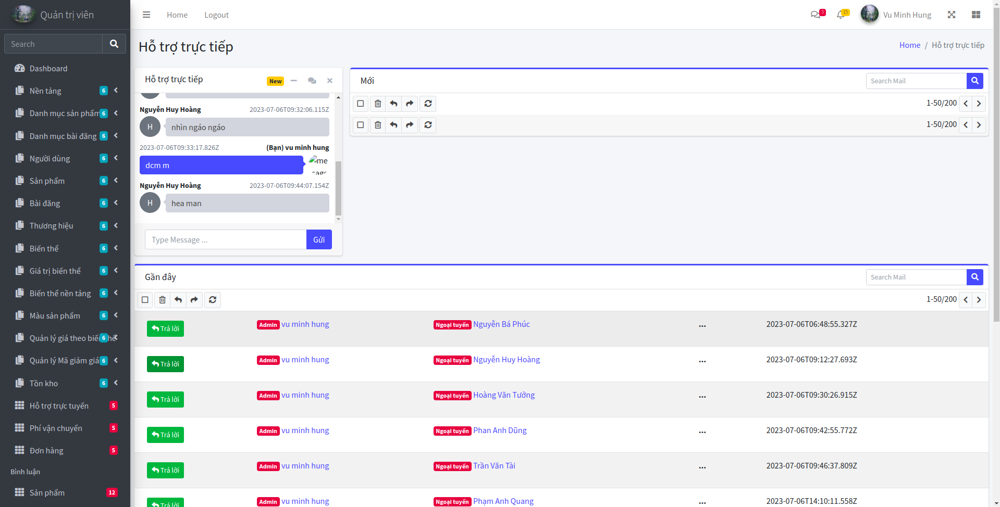 Quản trị viên
Home
Logout
3
15
Vu Minh Hung
Search
Dashboard
Nền tảng 6
Danh mục sản phẩm 6
Danh mục bài đăng 6
Người dùng 6
Sản phẩm 6
Bài đăng 6
Thương hiệu 6
Biến thể 6
Giá trị biến thể 6
Biến thể nền tảng 6
Màu sản phẩm 6
Quản lý giá theo biến thể 6
Quản lý Mã giảm giá 6
Tồn kho 6
Hỗ trợ trực tuyến 5
Phí vận chuyển 5
Đơn hàng 5
Bình luận
Sản phẩm 12
Hỗ trợ trực tiếp
Home / Hỗ trợ trực tiếp
Hỗ trợ trực tiếp
New
Nguyễn Huy Hoàng 2023-07-06T09:32:06.115Z
H nhìn ngáo ngáo
2023-07-06T09:33:17.826Z (Bạn) vu minh hung
dcm m
me
sage
Nguyễn Huy Hoàng 2023-07-06T09:44:07.154Z
H hea man
Type Message ...
Gửi
Mới
Search Mail
1-50/200
1-50/200
Gần đây
Search Mail
1-50/200
Trả lời Admin vu minh hung Ngoại tuyến Nguyễn Bá Phúc ... 2023-07-06T06:48:55.327Z
Trả lời Admin vu minh hung Ngoại tuyến Nguyễn Huy Hoàng ... 2023-07-06T09:12:27.693Z
Trả lời Admin vu minh hung Ngoại tuyến Hoàng Văn Tưởng ... 2023-07-06T09:30:26.915Z
Trả lời Admin vu minh hung Ngoại tuyến Phan Anh Dũng ... 2023-07-06T09:42:55.772Z
Trả lời Admin vu minh hung Ngoại tuyến Trần Văn Tài ... 2023-07-06T09:46:37.809Z
Trả lời Admin vu minh hung Ngoại tuyến Phạm Anh Quang ... 2023-07-06T14:10:11.558Z